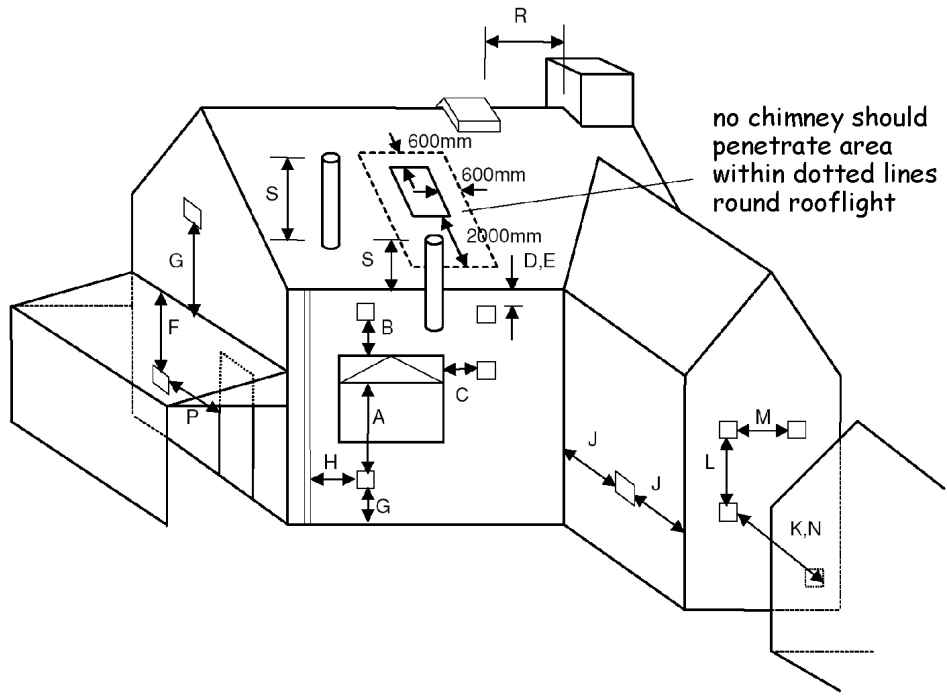 R
no chimney should
penetrate area
within dotted lines
round rooflight
600mm
600mm
S
2000mm
S
D,E
G
F
B
C
P
A
H
G
J
J
M
L
K,N